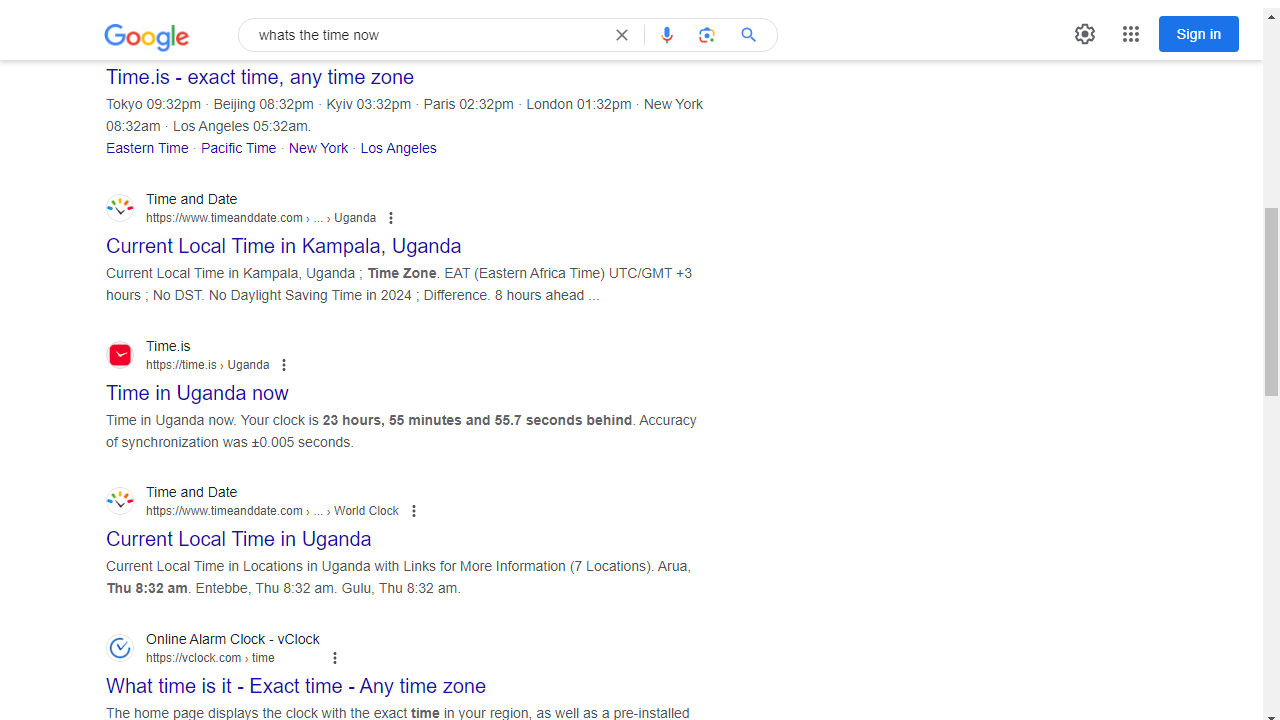 Google
whats the time now
Sign in
Time.is - exact time, any time zone
Tokyo 09:32pm · Beijing 08:32pm · Kyiv 03:32pm · Paris 02:32pm · London 01:32pm · New York
08:32am · Los Angeles 05:32am.
Eastern Time · Pacific Time · New York · Los Angeles
Time and Date
https://www.timeanddate.com › ... › Uganda
Current Local Time in Kampala, Uganda
Current Local Time in Kampala, Uganda ; Time Zone. EAT (Eastern Africa Time) UTC/GMT +3
hours ; No DST. No Daylight Saving Time in 2024 ; Difference. 8 hours ahead ...
Time.is
https://time.is › Uganda
Time in Uganda now
Time in Uganda now. Your clock is 23 hours, 55 minutes and 55.7 seconds behind. Accuracy
of synchronization was ±0.005 seconds.
Time and Date
https://www.timeanddate.com › ... › World Clock
Current Local Time in Uganda
Current Local Time in Locations in Uganda with Links for More Information (7 Locations). Arua,
Thu 8:32 am. Entebbe, Thu 8:32 am. Gulu, Thu 8:32 am.
Online Alarm Clock - vClock
https://vclock.com › time
What time is it - Exact time - Any time zone
The home page displays the clock with the exact time in your region, as well as a pre-installed